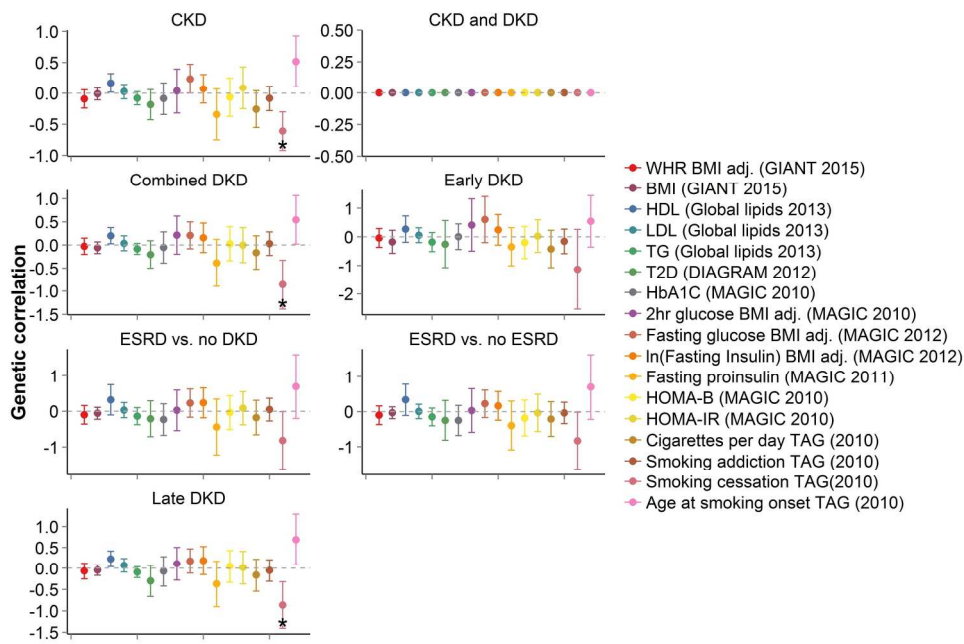 CKD
1.0
0.5
0.0
-0.5
-1.0
*
CKD and DKD
0.50
0.25
0.00
-0.25
-0.50
Combined DKD
1.0
0.5
0.0
-0.5
-1.0
-1.5
*
Early DKD
1
0
-1
-2
ESRD vs. no DKD
1
0
-1
ESRD vs. no ESRD
1
0
-1
Late DKD
1.0
0.5
0.0
-0.5
-1.0
-1.5
*
Genetic correlation
WHR BMI adj. (GIANT 2015)
BMI (GIANT 2015)
HDL (Global lipids 2013)
LDL (Global lipids 2013)
TG (Global lipids 2013)
T2D (DIAGRAM 2012)
HbA1C (MAGIC 2010)
2hr glucose BMI adj. (MAGIC 2010)
Fasting glucose BMI adj. (MAGIC 2012)
ln(Fasting Insulin) BMI adj. (MAGIC 2012)
Fasting proinsulin (MAGIC 2011)
HOMA-B (MAGIC 2010)
HOMA-IR (MAGIC 2010)
Cigarettes per day TAG (2010)
Smoking addiction TAG (2010)
Smoking cessation TAG(2010)
Age at smoking onset TAG (2010)